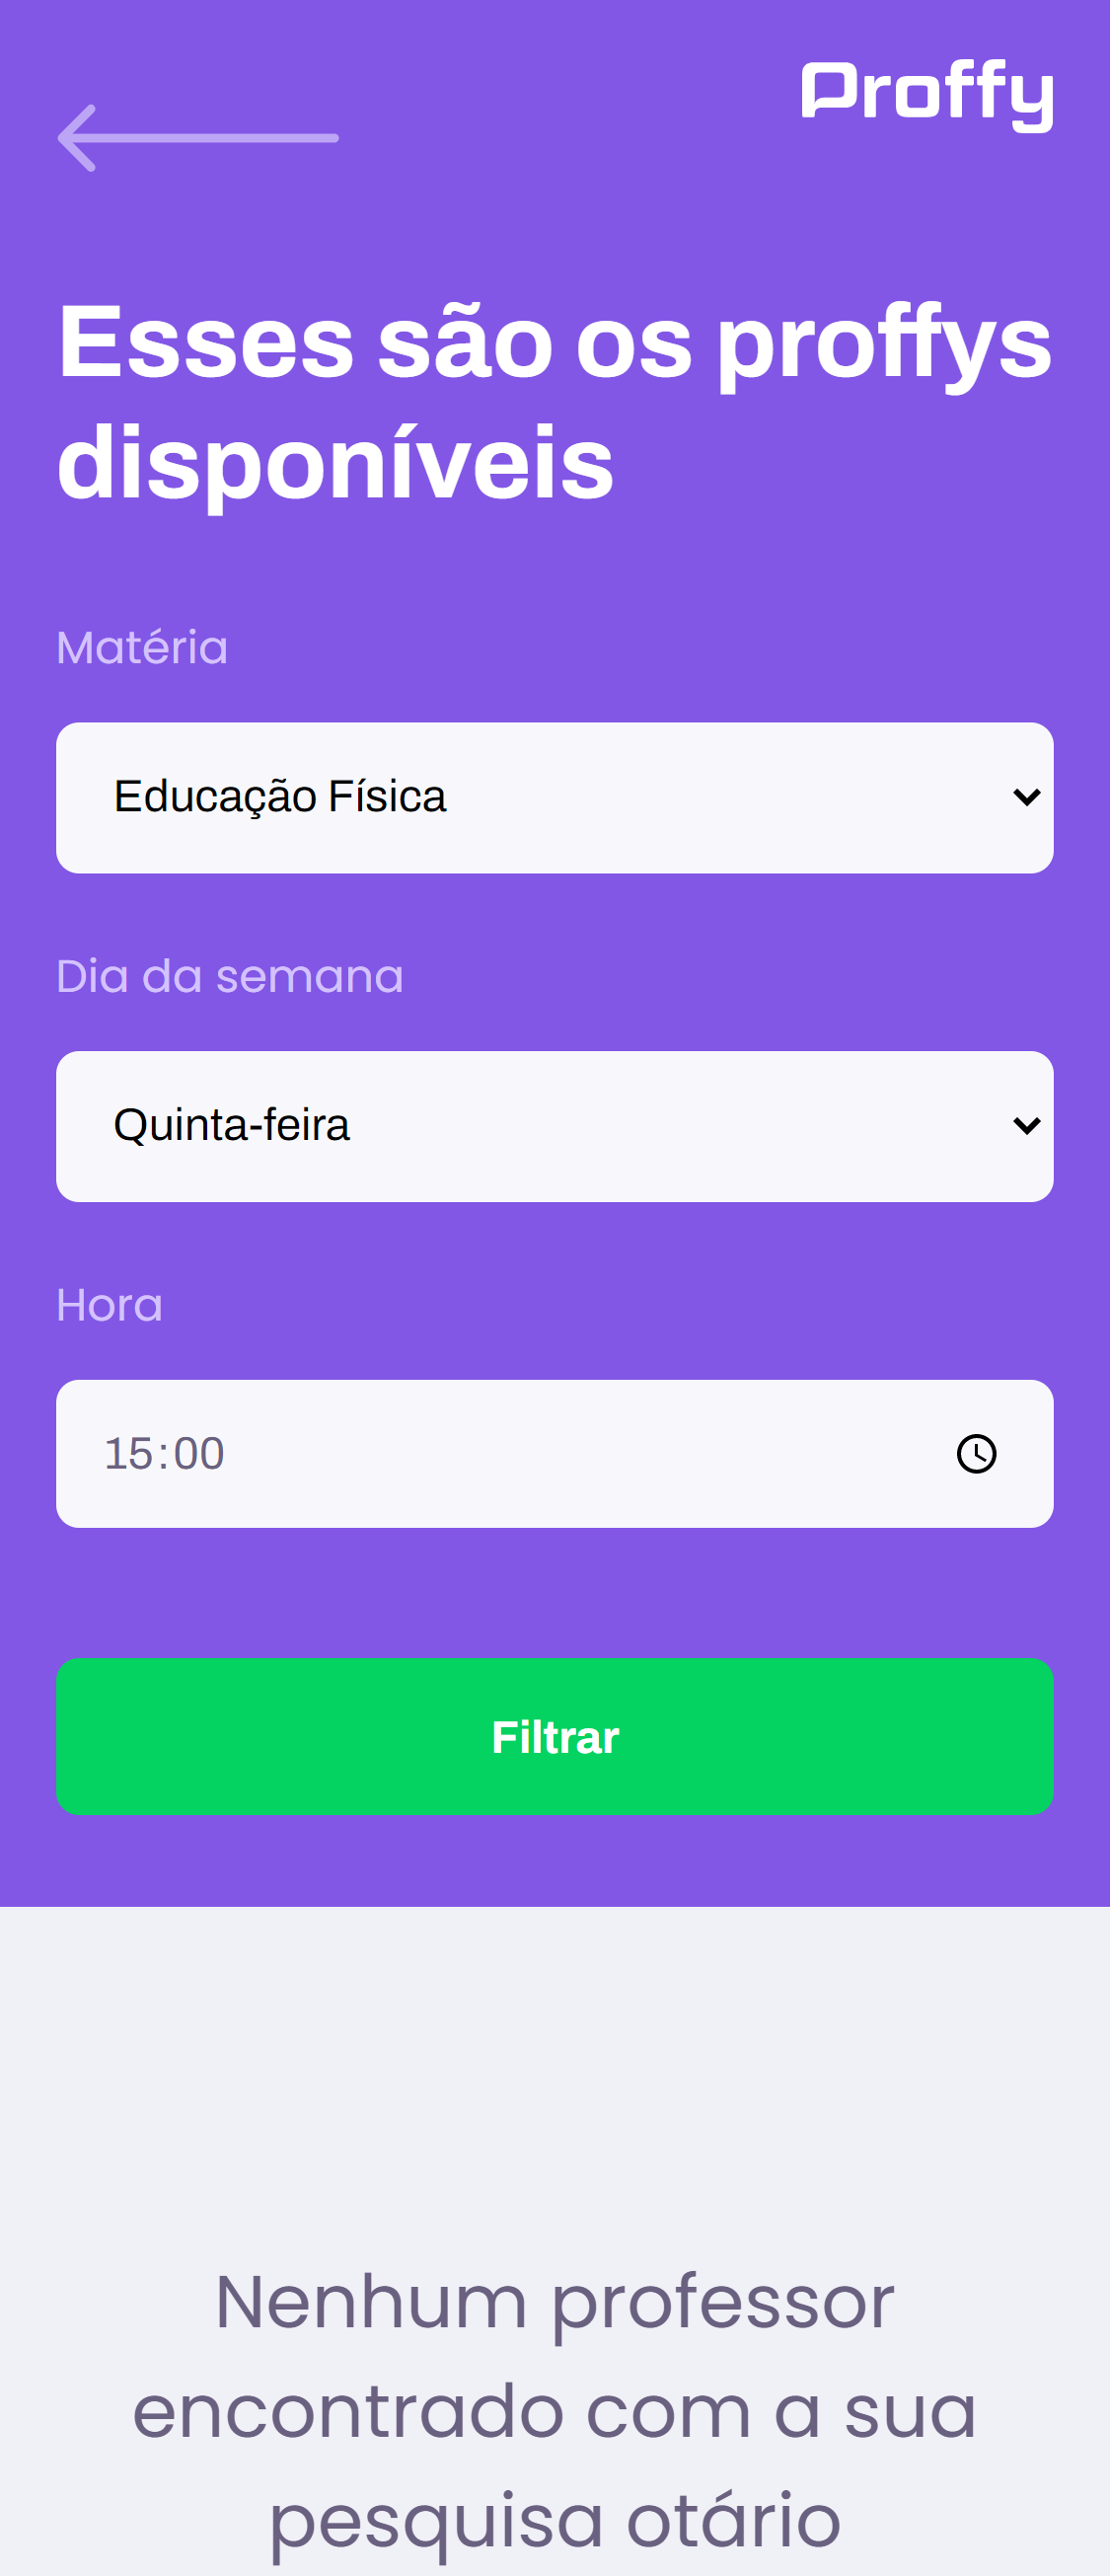 Proffy
Esses são os proffys
disponíveis
Matéria
Educação Física
Dia da semana
Quinta-feira
Hora
15:00
Filtrar
Nenhum professor
encontrado com a sua
pesquisa otário